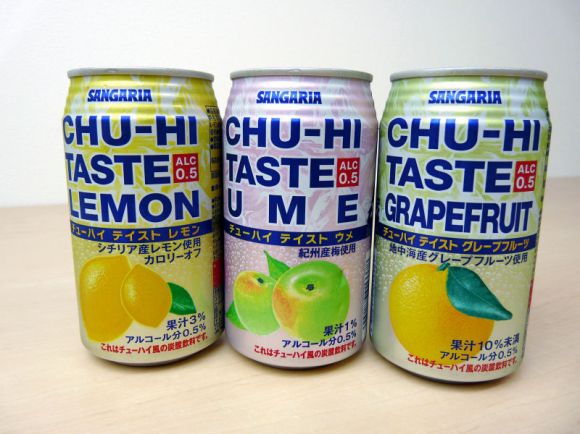 SANGARIA
CHU-HI
TASTE
ALC
0.5
LEMON
チューハイ テイスト レモン
シチリア産レモン使用
カロリーオフ
果汁3%
アルコール分0.5%
これはチューハイ風の炭酸飲料です。
SANGARIA
CHU-HI
TASTE
ALC
0.5
UME
チューハイ テイスト ウメ
紀州産梅使用
果汁1%
アルコール分0.5%
これはチューハイ風の炭酸飲料です。
SANGARIA
CHU-HI
TASTE
ALC
0.5
GRAPEFRUIT
チューハイ テイスト グレープフルーツ
地中海産グレープフルーツ使用
果汁10%未満
アルコール分0.5%
これはチューハイ風の炭酸飲料です。